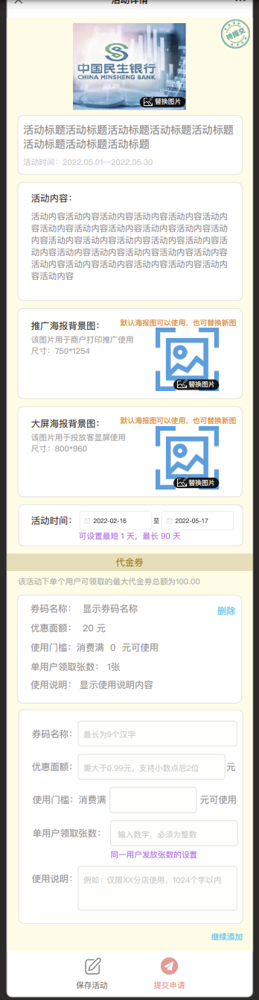 活动详情
待提交
中国民生银行
CHINA MINSHENG BANK
替换图片
活动标题活动标题活动标题活动标题活动标题
活动标题活动标题活动标题
活动时间：2022.05.01—2022.05.30
活动内容：
活动内容容活动内容活动内容活动内容活动内
容活动内容活动内容活动内容活动内容活动内
内容活动内容活动内容活动内容活动内容活
动内容活动内容活动内容活动内容活动内容
活动内容容活动内容活动内容活动内容活动内
容活动内容
推广海报背景图：
默认海报图可以使用，也可替换新图
该图片用于商户打印推广使用
尺寸：750*1254
替换图片
大屏海报背景图：
默认海报图可以使用，也可替换新图
该图片用于投放客显屏使用
尺寸：800*960
替换图片
活动时间：
2022-02-16
至
2022-05-17
可设置最短 1 天，最长 90 天
代金券
该活动下单个用户可领取的最大代金券总额为100.00
券码名称： 显示券码名称
删除
优惠面额： 20 元
使用门槛：消费满 0 元可使用
单用户领取张数： 1张
使用说明： 显示使用说明内容
券码名称：
最长为9个汉字
优惠面额：
需大于0.99元，支持小数点后2位
元
使用门槛：消费满
元可使用
单用户领取张数：
输入数字，必须为整数
同一用户发放张数的设置
使用说明：
例如：仅限XX分店使用，1024个字以内
继续添加
保存活动
提交申请